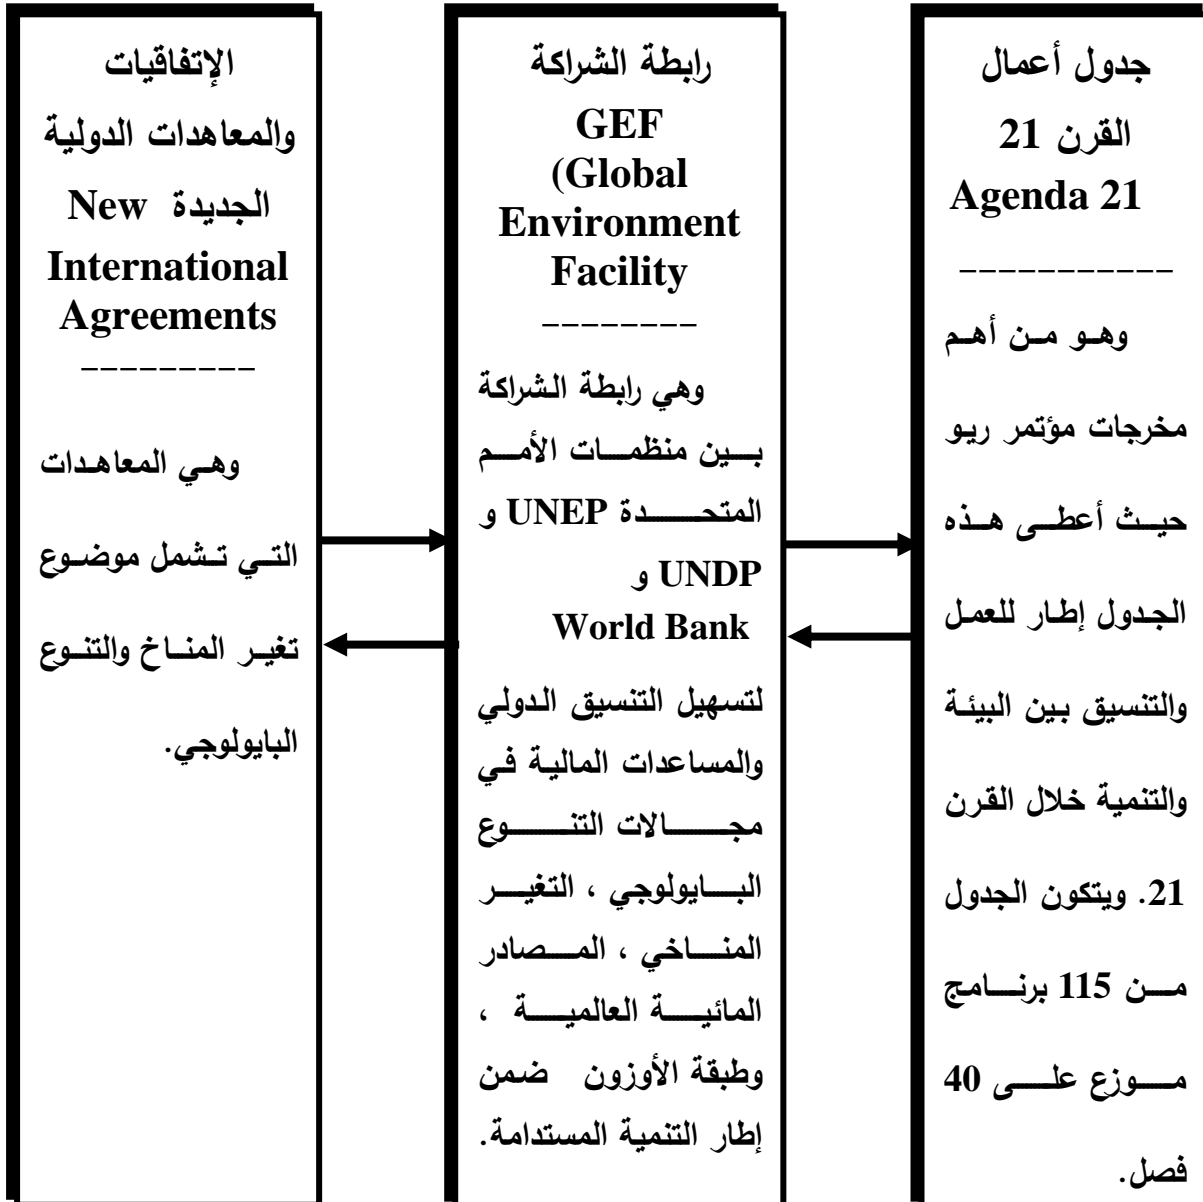 جدول أعمال
القرن 21
Agenda 21
-----------
وهو من أهم
مخرجات مؤتمر ريو
حيث أعطى هذه
الجدول إطار للعمل
والتنسيق بين البيئة
والتنمية خلال القرن
21. ويتكون الجدول
من 115 برنامج
موزع على 40
فصل.
رابطة الشراكة
GEF
(Global
Environment
Facility
--------
وهي رابطة الشراكة
بين منظمات الأمم
المتحدة UNEP و
UNDP و
World Bank
لتسهيل التنسيق الدولي
والمساعدات المالية في
مجالات التنوع
البايولوجي ، التغير
المناخي ، المصادر
المائية العالمية ،
وطبقة الأوزون ضمن
إطار التنمية المستدامة.
الإتفاقيات
والمعاهدات الدولية
الجديدة New
International
Agreements
---------
وهي المعاهدات
التي تشمل موضوع
تغير المناخ والتنوع
البايولوجي.